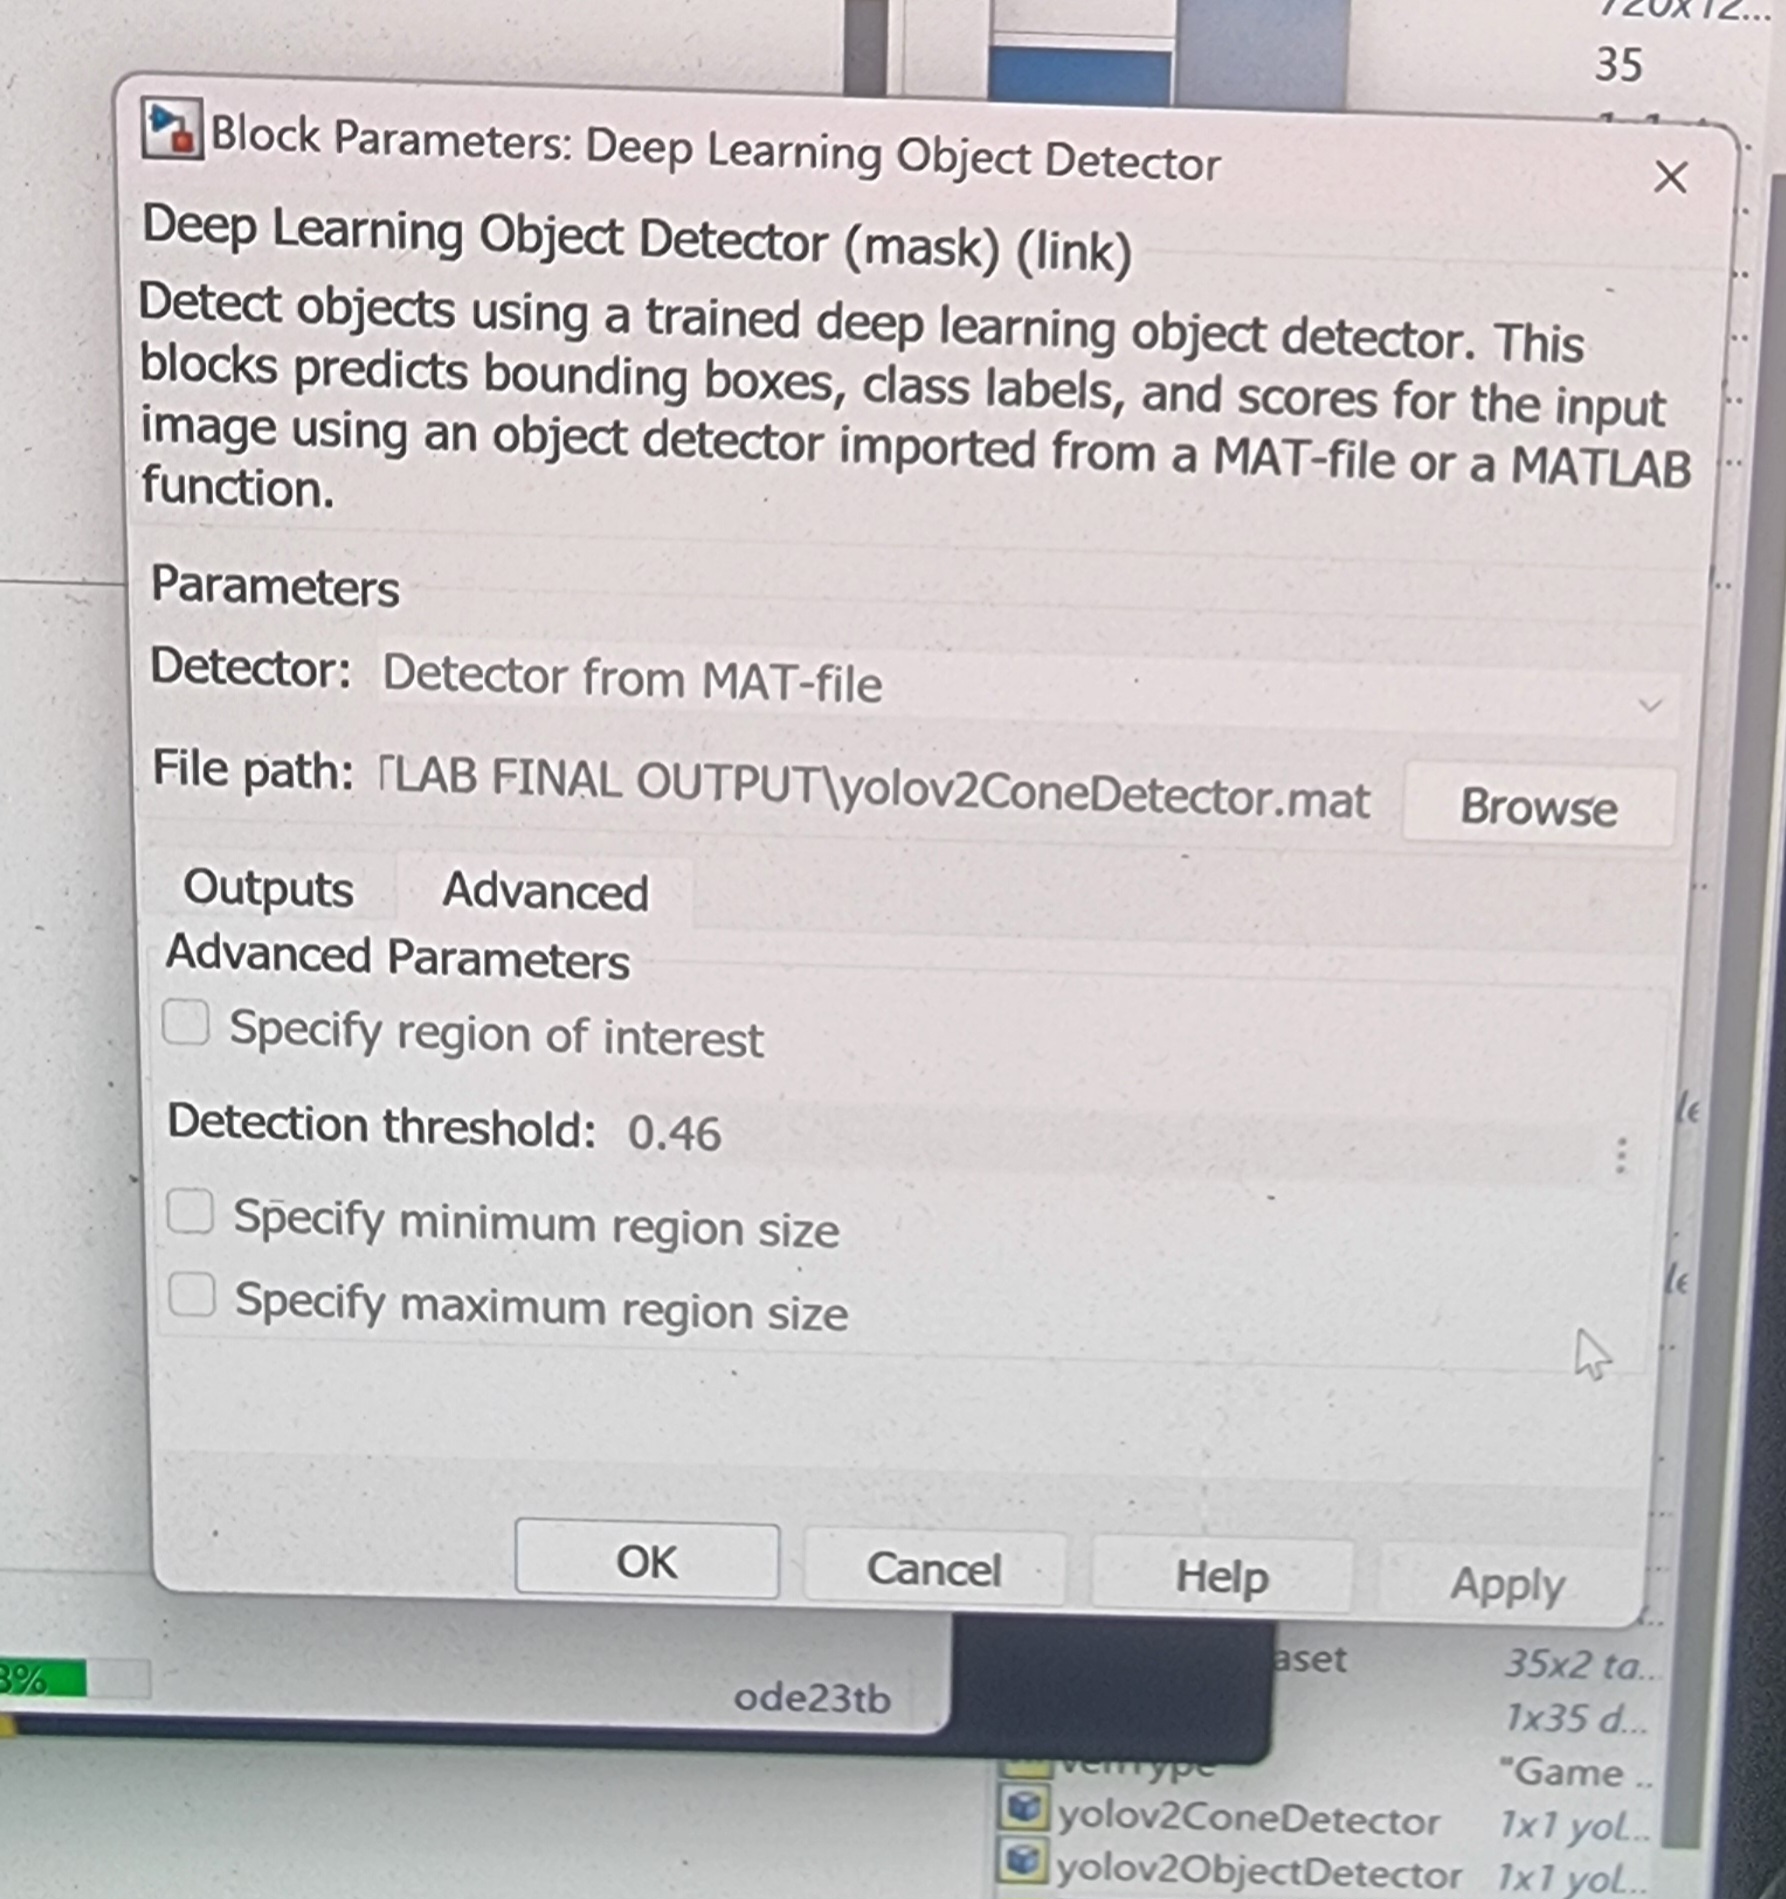 35
Block Parameters: Deep Learning Object Detector
Deep Learning Object Detector (mask) (link)
Detect objects using a trained deep learning object detector. This
blocks predicts bounding boxes, class labels, and scores for the input
image using an object detector imported from a MAT-file or a MATLAB
function.
Parameters
Detector: Detector from MAT-file
File path: TLAB FINAL OUTPUT\yolov2ConeDetector.mat Browse
Outputs Advanced
Advanced Parameters
Specify region of interest
Detection threshold: 0.46
Specify minimum region size
Specify maximum region size
OK Cancel Help Apply
aset 35x2 ta...
3% ode23tb
1x35 d...
"Game ..
yolov2ConeDetector 1x1 yol...
yolov2ObjectDetector 1x1 yol...